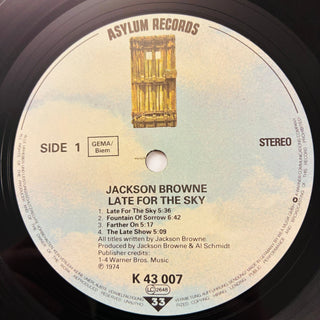 ASYLUM RECORDS
SIDE 1
GEMA/
Biem
STEREO
JACKSON BROWNE
LATE FOR THE SKY
1. Late For The Sky 5:36
2. Fountain Of Sorrow 6:42
3. Farther On 5:17
4. The Late Show 5:09
All titles written by Jackson Browne.
Produced by Jackson Browne & Al Schmidt
Publisher credits:
1-4 Warner Bros. Music
℗ 1974
K 43 007
LC 2648
33